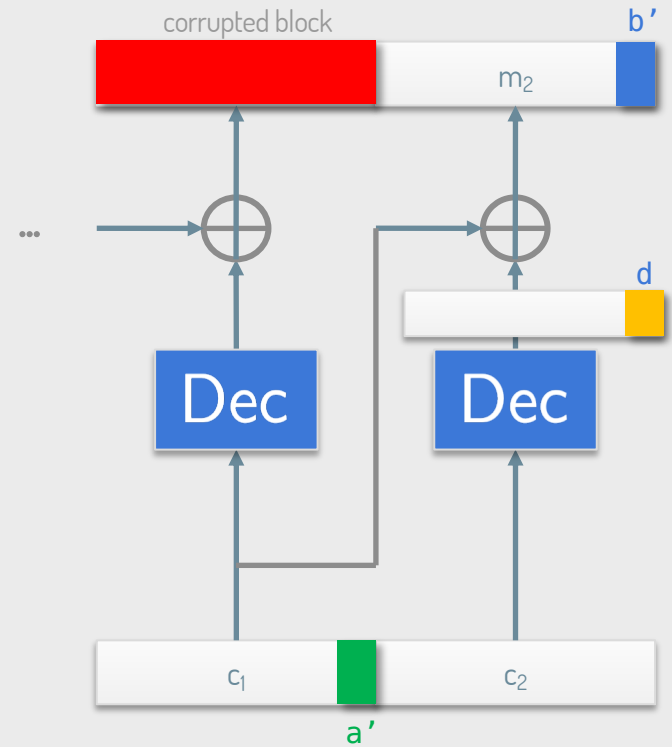 corrupted block
b’
m₂
...
d
Dec
Dec
c₁
c₂
a’